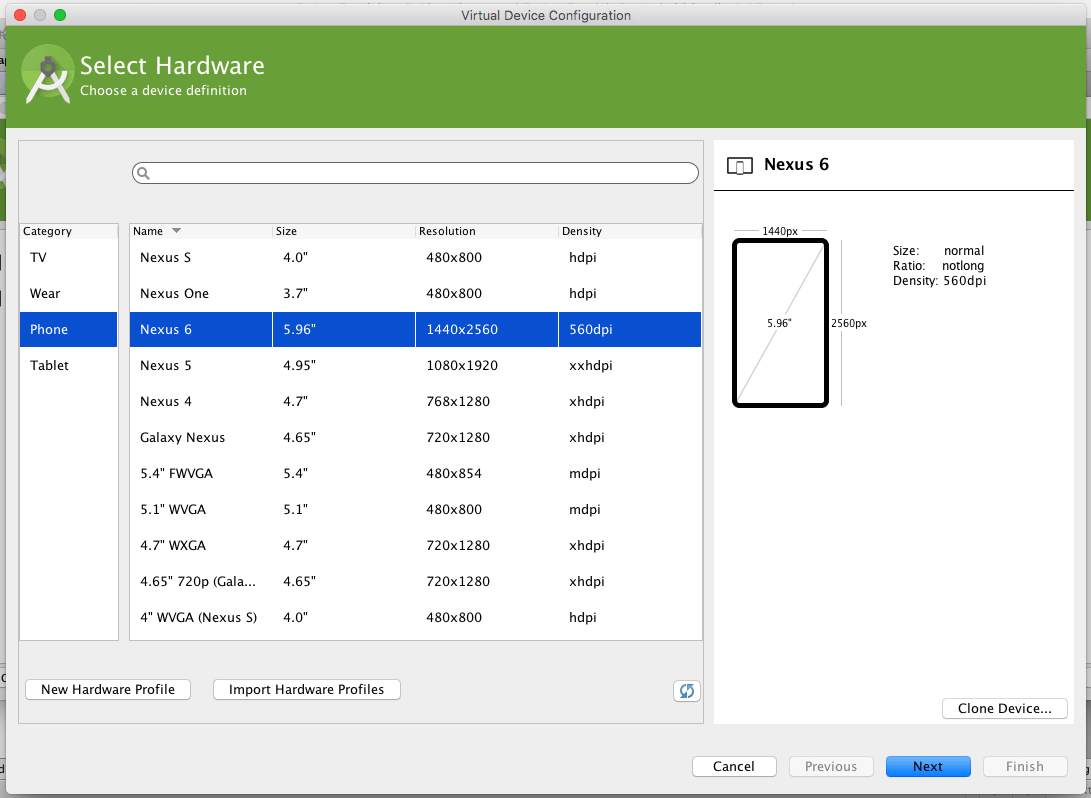 Virtual Device Configuration
Select Hardware
Choose a device definition
Category
TV
Wear
Phone
Tablet
Name Size Resolution Density
Nexus S 4.0" 480x800 hdpi
Nexus One 3.7" 480x800 hdpi
Nexus 6 5.96" 1440x2560 560dpi
Nexus 5 4.95" 1080x1920 xxhdpi
Nexus 4 4.7" 768x1280 xhdpi
Galaxy Nexus 4.65" 720x1280 xhdpi
5.4" FWVGA 5.4" 480x854 mdpi
5.1" WVGA 5.1" 480x800 mdpi
4.7" WXGA 4.7" 720x1280 xhdpi
4.65" 720p (Gala... 4.65" 720x1280 xhdpi
4" WVGA (Nexus S) 4.0" 480x800 hdpi
New Hardware Profile Import Hardware Profiles
Nexus 6
1440px
5.96"
2560px
Size: normal
Ratio: notlong
Density: 560dpi
Clone Device...
Cancel Previous Next Finish